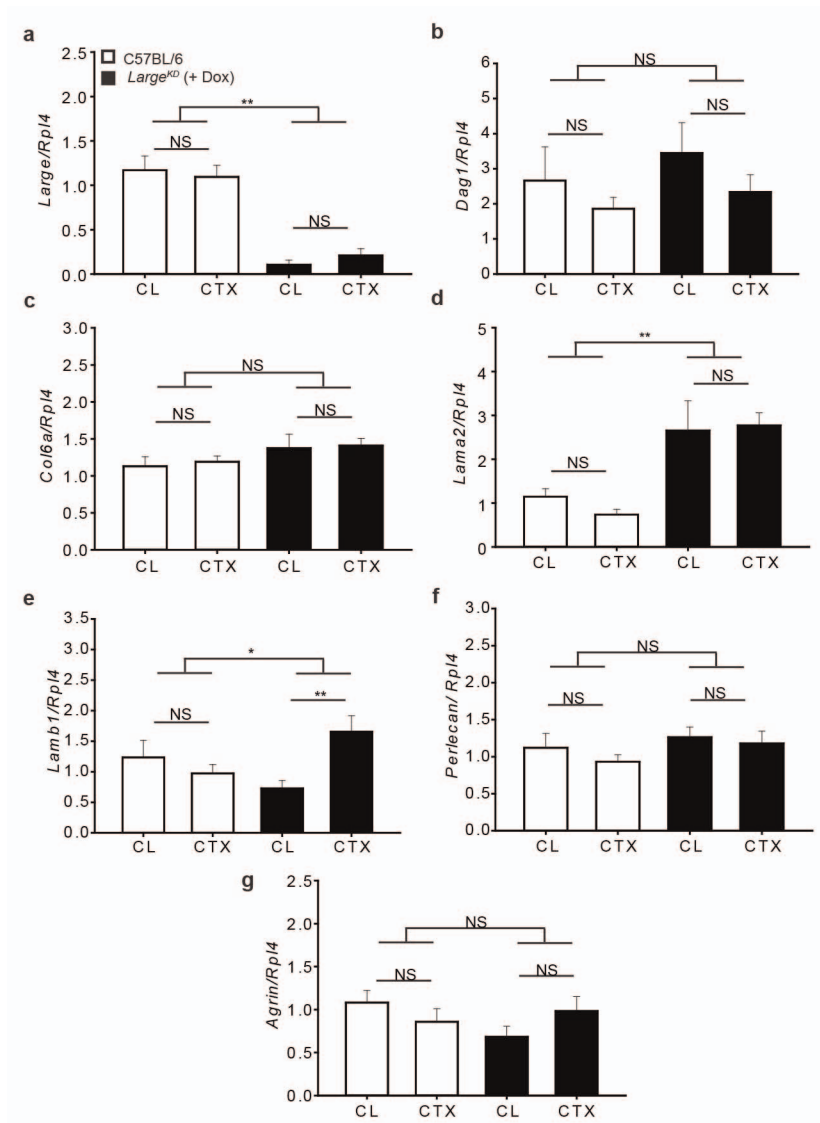 a
C57BL/6
Large^KD (+ Dox)
Large/Rpl4
2.5
2.0
1.5
1.0
0.5
0.0
**
NS
NS
CL CTX CL CTX
b
Dag1/Rpl4
6
5
4
3
2
1
0
NS
NS
NS
CL CTX CL CTX
c
Col6a/Rpl4
3.0
2.5
2.0
1.5
1.0
0.5
0.0
NS
NS
NS
CL CTX CL CTX
d
Lama2/Rpl4
5
4
3
2
1
0
**
NS
NS
CL CTX CL CTX
e
Lamb1/Rpl4
3.5
3.0
2.5
2.0
1.5
1.0
0.5
0.0
*
NS
**
CL CTX CL CTX
f
Perlecan/ Rpl4
3.0
2.5
2.0
1.5
1.0
0.5
0.0
NS
NS
NS
CL CTX CL CTX
g
Agrin/Rpl4
2.5
2.0
1.5
1.0
0.5
0.0
NS
NS
NS
CL CTX CL CTX